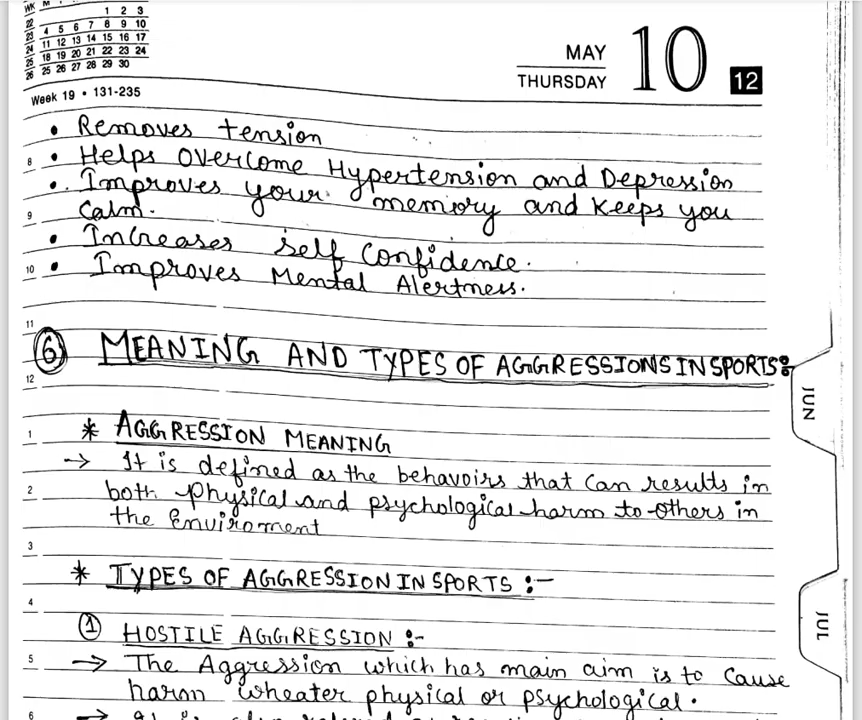 WK M
1 2 3
22 4 5 6 7 8 9 10
23 11 12 13 14 15 16 17
24 18 19 20 21 22 23 24
25 25 26 27 28 29 30
26
Week 19 • 131-235
MAY
THURSDAY
10
12
• Removes tension
8 • Helps overcome Hypertension and Depression
• Improves your memory and keeps you
9 calm.
• Increases self confidence.
10 • Improves Mental Alertness.
11
⑥ MEANING AND TYPES OF AGGRESSIONS IN SPORTS:
12
1 * AGGRESSION MEANING
→ It is defined as the behavoirs that can results in
2 both physical and psychological harm to others in
the Enviroment
3
* TYPES OF AGGRESSION IN SPORTS :-
4
① HOSTILE AGGRESSION :-
5 → The Aggression which has main aim is to cause
harm wheater physical or psychological.
6
JUN
JUL